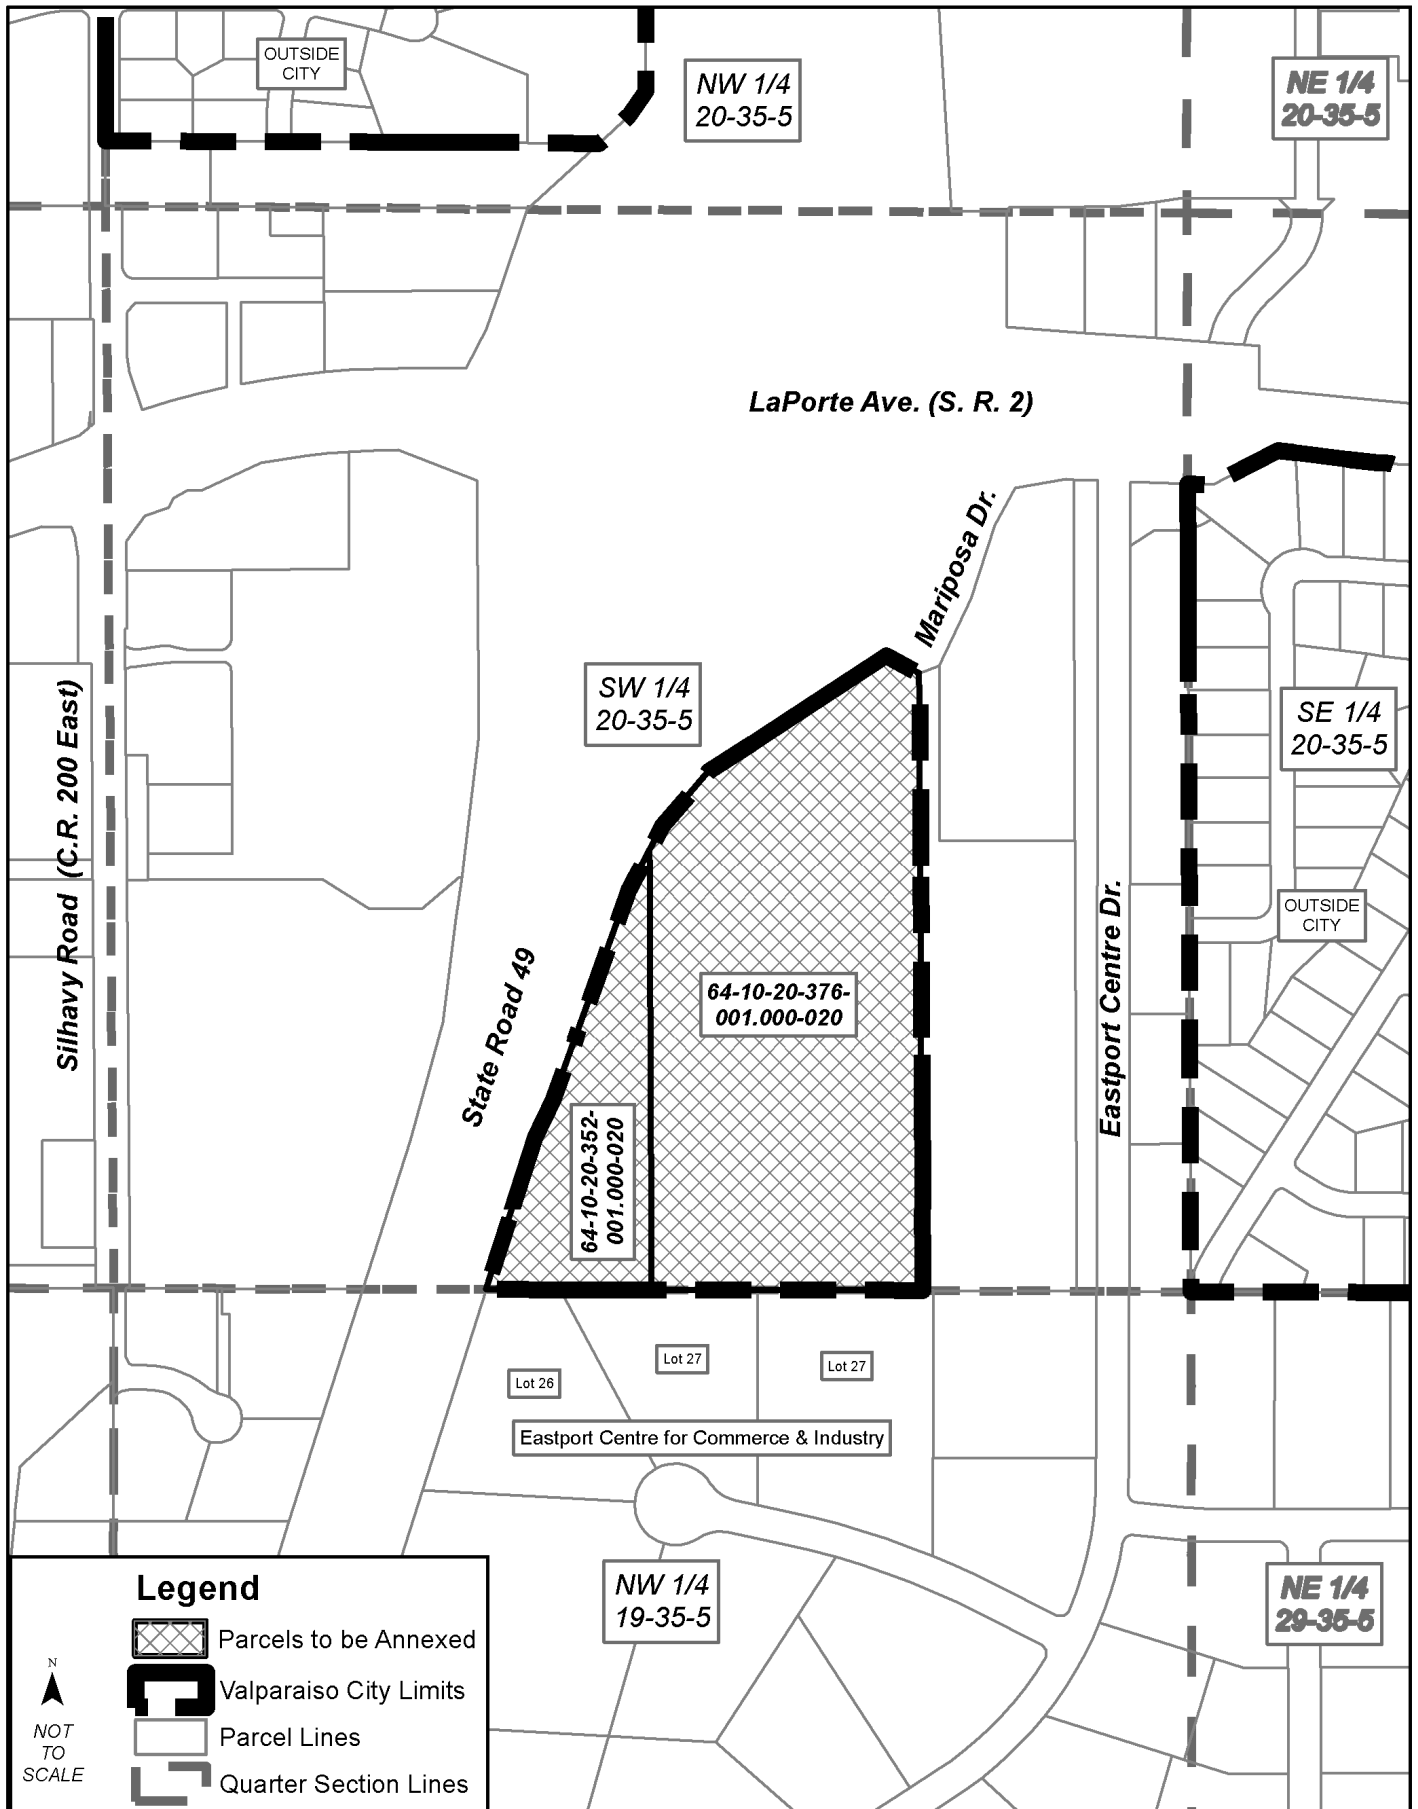 OUTSIDE
CITY
NW 1/4
20-35-5
NE 1/4
20-35-5
LaPorte Ave. (S. R. 2)
Mariposa Dr.
SW 1/4
20-35-5
SE 1/4
20-35-5
Silhavy Road (C.R. 200 East)
OUTSIDE
CITY
Eastport Centre Dr.
State Road 49
64-10-20-376-
001.000-020
64-10-20-352-
001.000-020
Lot 26
Lot 27
Lot 27
Eastport Centre for Commerce & Industry
NW 1/4
19-35-5
NE 1/4
29-35-5
Legend
Parcels to be Annexed
Valparaiso City Limits
Parcel Lines
Quarter Section Lines
N
NOT
TO
SCALE